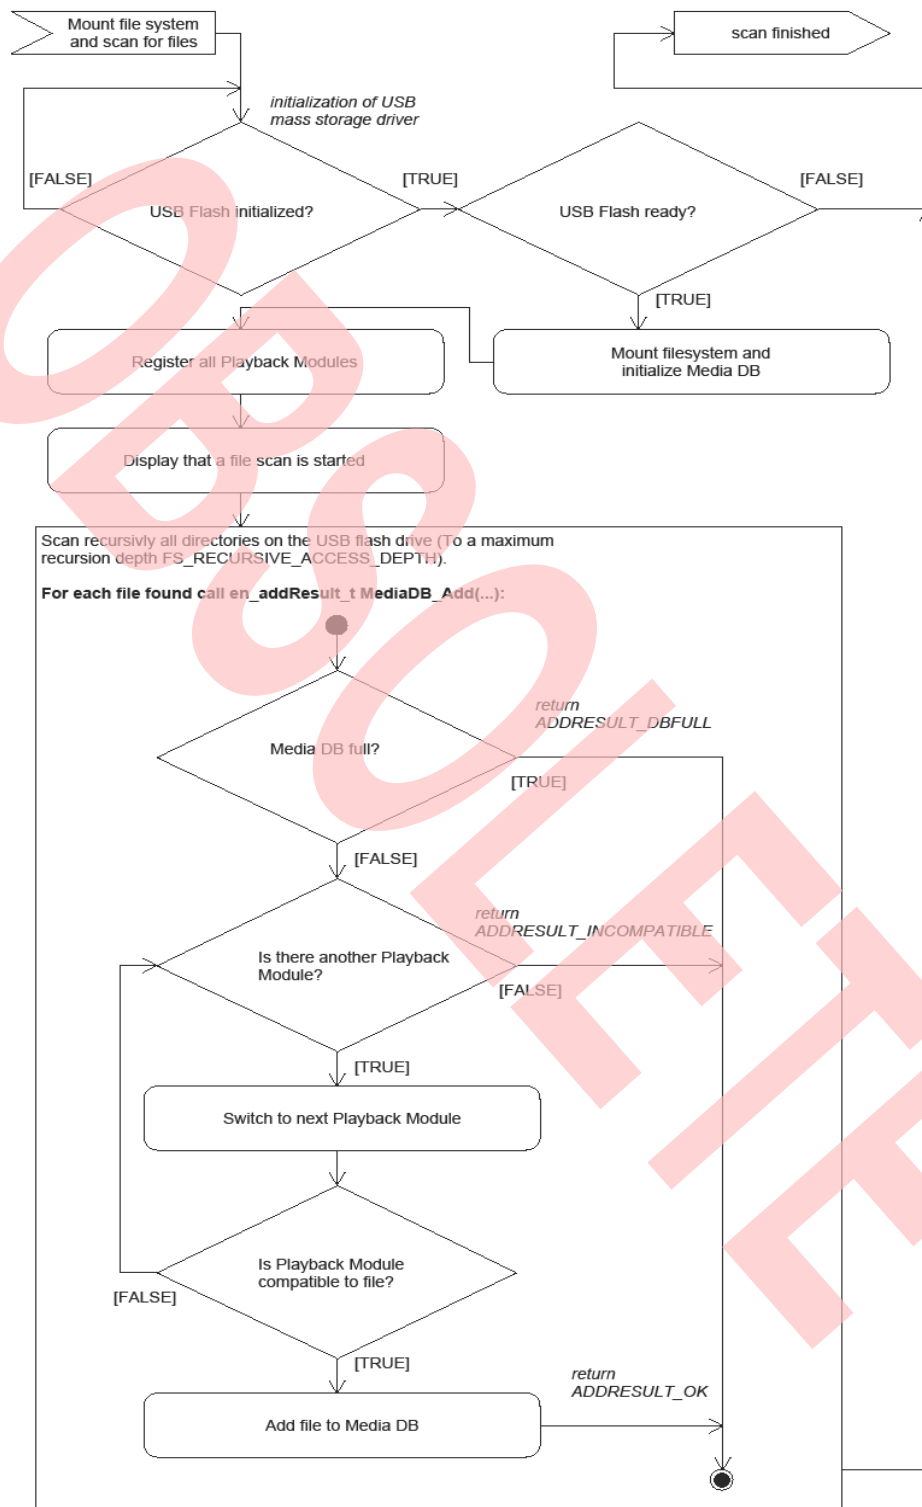 Mount file system
and scan for files
scan finished
initialization of USB
mass storage driver
[FALSE]
[TRUE]
[FALSE]
USB Flash initialized?
USB Flash ready?
[TRUE]
Register all Playback Modules
Mount filesystem and
initialize Media DB
Display that a file scan is started
Scan recursivly all directories on the USB flash drive (To a maximum
recursion depth FS_RECURSIVE_ACCESS_DEPTH).
For each file found call en_addResult_t MediaDB_Add(...):
return
ADDRESULT_DBFULL
Media DB full?
[TRUE]
[FALSE]
return
ADDRESULT_INCOMPATIBLE
Is there another Playback
Module?
[FALSE]
[TRUE]
Switch to next Playback Module
Is Playback Module
compatible to file?
[FALSE]
[TRUE]
return
ADDRESULT_OK
Add file to Media DB
OBSOLETE